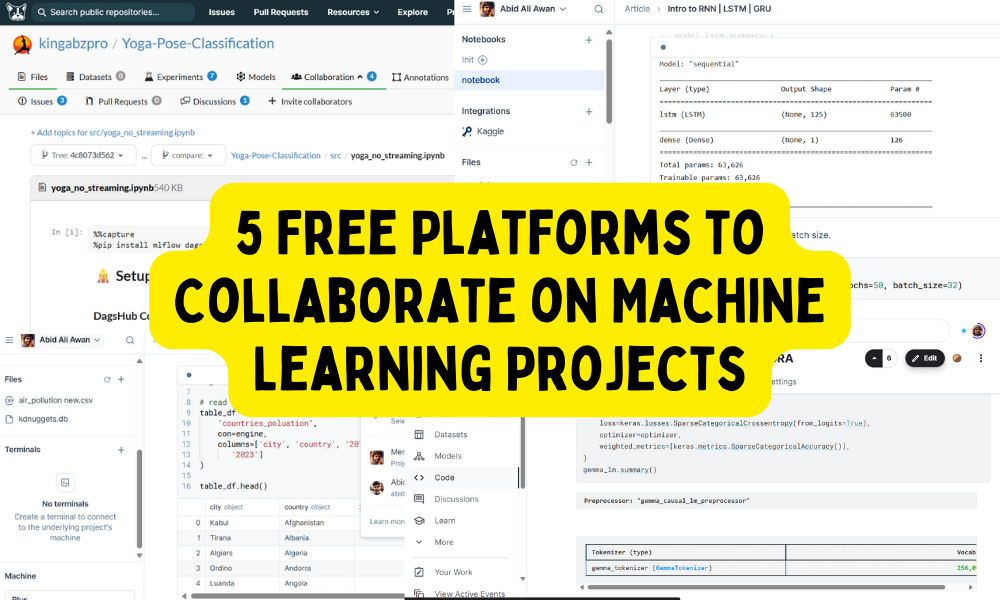 Search public repositories...
Issues
Pull Requests
Resources
Explore
kingabzpro / Yoga-Pose-Classification
Files
Datasets 0
Experiments 7
Models
Collaboration 4
Annotations
Issues 3
Pull Requests 0
Discussions 1
+ Invite collaborators
+ Add topics for src/yoga_no_streaming.ipynb
Tree: 4c8073d562
...
compare:
Yoga-Pose-Classification / src / yoga_no_streaming.ipynb
yoga_no_streaming.ipynb 540 KB
In [1]:
%%capture
%pip install mlflow
Setup
DagsHub
Abid Ali Awan
Notebooks
Init
notebook
Integrations
Kaggle
Files
Article > Intro to RNN | LSTM | GRU
model_lstm.summary()
Model: "sequential"
Layer (type) Output Shape Param #
lstm (LSTM) (None, 125) 63500
dense (Dense) (None, 1) 126
Total params: 63,626
Trainable params: 63,626
batch size.
ochs=50, batch_size=32)
5 FREE PLATFORMS TO
COLLABORATE ON MACHINE
LEARNING PROJECTS
Abid Ali Awan
Files
air_pollution new.csv
kdnuggets.db
Terminals
No terminals
Create a terminal to connect
to the underlying project's
machine
Machine
Plus
7
8 # read
9 table_df
10 "countries_poluation",
11 con=engine,
12 columns=['city', 'country', '20
13 '2023']
14 )
15
16 table_df.head()
city object country object
0 Kabul Afghanistan
1 Tirana Albania
2 Algiers Algeria
3 Ordino Andorra
4 Luanda Angola
Learn more
Datasets
Models
Code
Discussions
Learn
More
Your Work
View Active Events
6
Edit
loss=keras.losses.SparseCategoricalCrossentropy(from_logits=True),
optimizer=optimizer,
weighted_metrics=[keras.metrics.SparseCategoricalAccuracy()],
)
gemma_lm.summary()
Preprocessor: "gemma_causal_lm_preprocessor"
Tokenizer (type) Vocab
gemma_tokenizer (GemmaTokenizer) 256,0